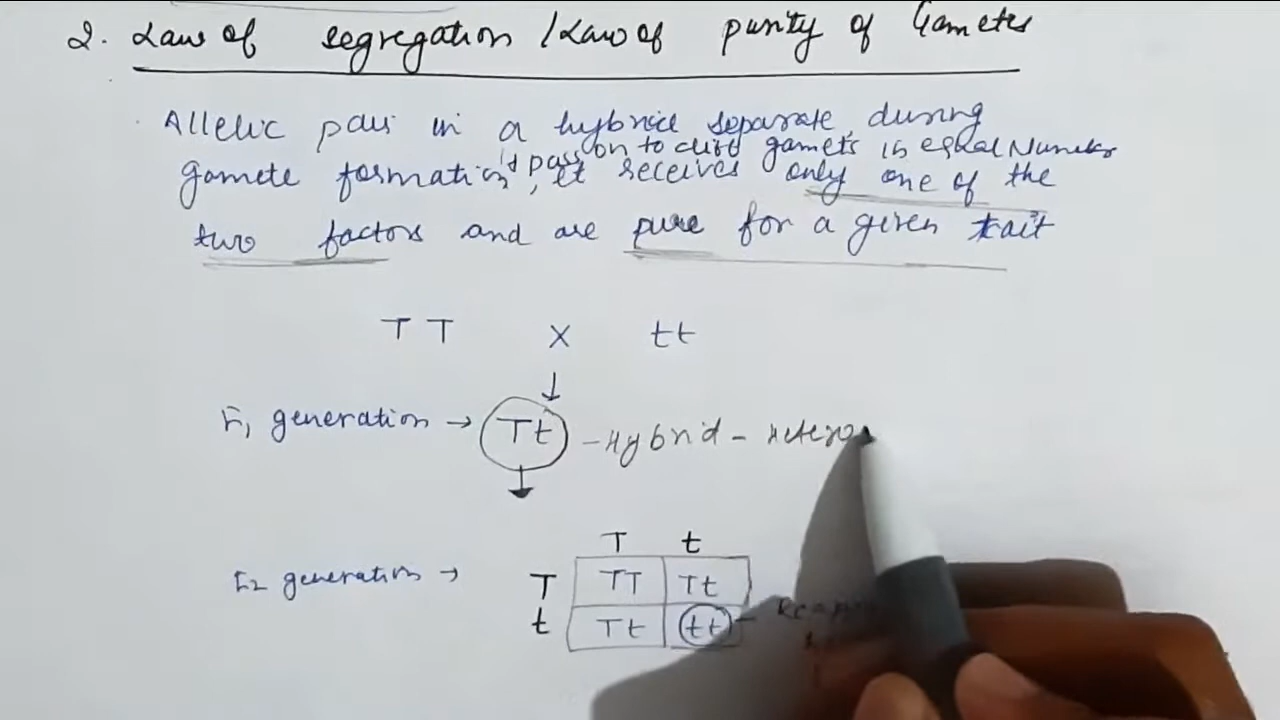 2. Law of segregation / Law of purity of Gametes
Allelic pair in a hybrid separate during
gamete formation, it receives only one of the
pass on to diff gamets in eqal Number
two factors and are pure for a given trait
TT X tt
F1 generation → Tt - Hybrid - Hetero
T t
F2 generation → T TT Tt
t Tt tt